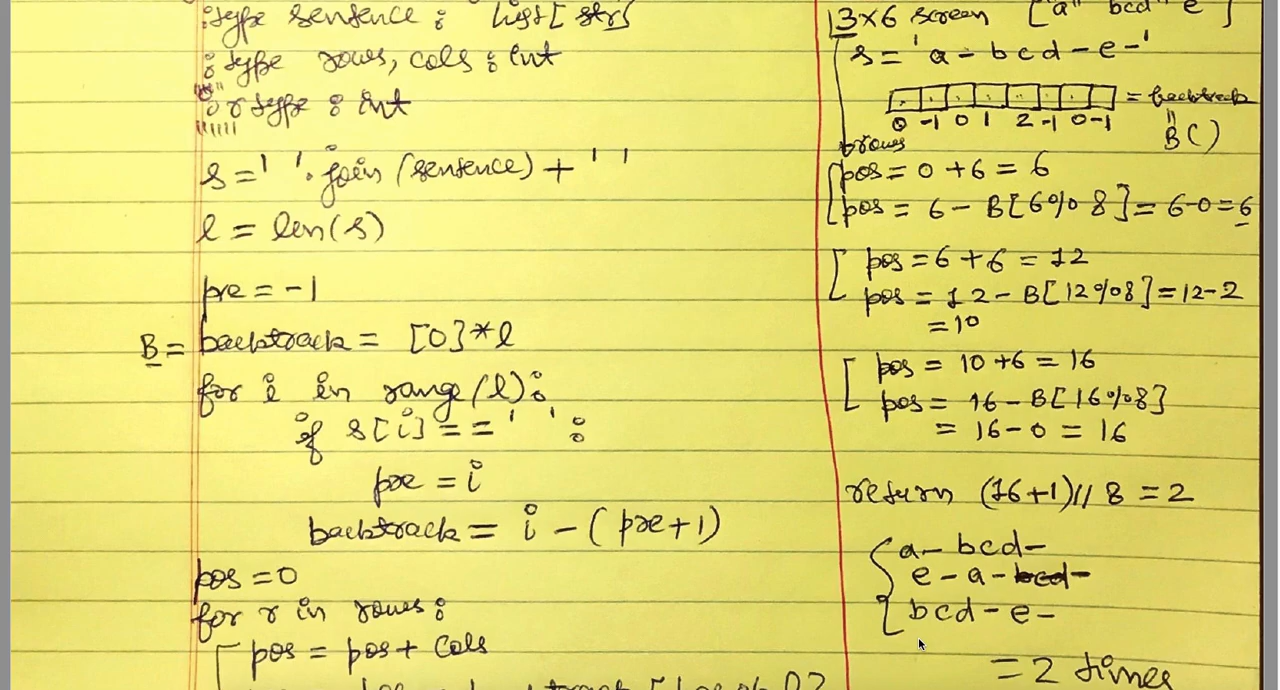 :type sentence : list[str]
:type rows, cols : int
: rtype : int
"""
s = ' '.join(sentence) + ' '
l = len(s)
pre = -1
B = backtrack = [0]*l
for i in range(l):
if s[i] == ' ' :
pre = i
backtrack = i - (pre+1)
pos = 0
for r in rows:
pos = pos + cols
3x6 screen ["a" bcd" e"]
s = 'a-bcd-e-'
= backtrack
0 -1 0 1 2 -1 0 -1
B()
rows
pos = 0 + 6 = 6
pos = 6 - B[6%8] = 6-0 = 6
pos = 6 + 6 = 12
pos = 12 - B[12%8] = 12-2
= 10
pos = 10 + 6 = 16
pos = 16 - B[16%8]
= 16-0 = 16
return (16+1)//8 = 2
a-bcd-
e-a-bcd-
bcd-e-
= 2 times